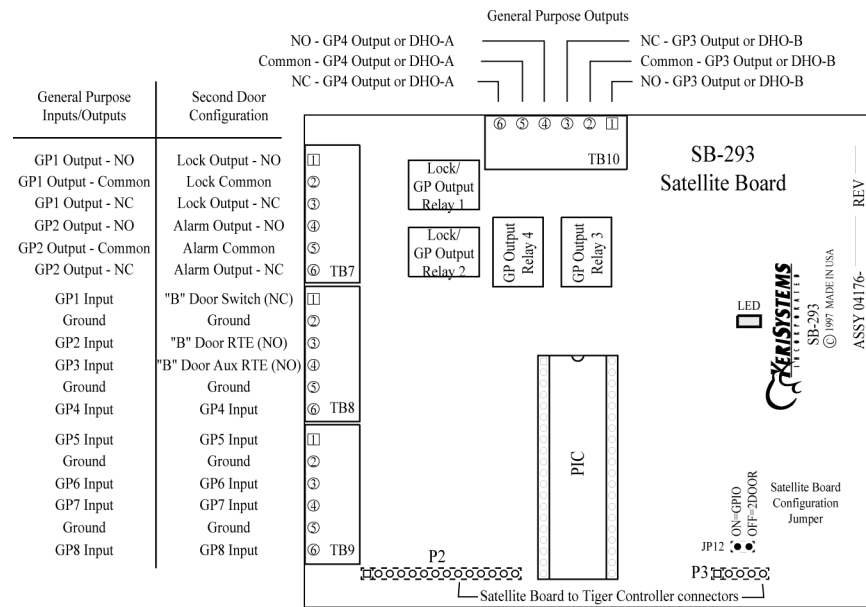 General Purpose Outputs
NO - GP4 Output or DHO-A
Common - GP4 Output or DHO-A
NC - GP4 Output or DHO-A
NC - GP3 Output or DHO-B
Common - GP3 Output or DHO-B
NO - GP3 Output or DHO-B
General Purpose Inputs/Outputs
Second Door Configuration
GP1 Output - NO Lock Output - NO 1
GP1 Output - Common Lock Common 2
GP1 Output - NC Lock Output - NC 3
GP2 Output - NO Alarm Output - NO 4
GP2 Output - Common Alarm Common 5
GP2 Output - NC Alarm Output - NC 6 TB7
GP1 Input "B" Door Switch (NC) 1
Ground Ground 2
GP2 Input "B" Door RTE (NO) 3
GP3 Input "B" Door Aux RTE (NO) 4
Ground Ground 5
GP4 Input GP4 Input 6 TB8
GP5 Input GP5 Input 1
Ground Ground 2
GP6 Input GP6 Input 3
GP7 Input GP7 Input 4
Ground Ground 5
GP8 Input GP8 Input 6 TB9
6 5 4 3 2 1
TB10
SB-293
Satellite Board
Lock/
GP Output
Relay 1
Lock/
GP Output
Relay 2
GP Output
Relay 4
GP Output
Relay 3
LED
KERISYSTEMS
INCORPORATED
SB-293
© 1997 MADE IN USA
ASSY 04176- REV
PIC
ON=GPIO
OFF=2DOOR
JP12
Satellite Board
Configuration
Jumper
P2
P3
Satellite Board to Tiger Controller connectors